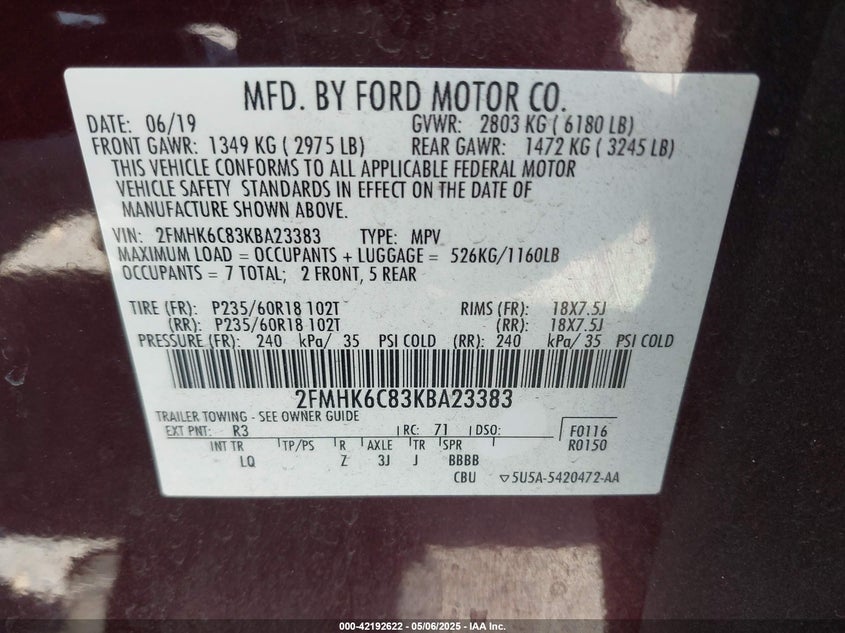 MFD. BY FORD MOTOR CO.
DATE: 06/19 GVWR: 2803 KG ( 6180 LB)
FRONT GAWR: 1349 KG ( 2975 LB) REAR GAWR: 1472 KG ( 3245 LB)
THIS VEHICLE CONFORMS TO ALL APPLICABLE FEDERAL MOTOR
VEHICLE SAFETY STANDARDS IN EFFECT ON THE DATE OF
MANUFACTURE SHOWN ABOVE.
VIN: 2FMHK6C83KBA23383 TYPE: MPV
MAXIMUM LOAD = OCCUPANTS + LUGGAGE = 526KG/1160LB
OCCUPANTS = 7 TOTAL; 2 FRONT, 5 REAR
TIRE (FR): P235/60R18 102T RIMS (FR): 18X7.5J
(RR): P235/60R18 102T (RR): 18X7.5J
PRESSURE (FR): 240 kPa/ 35 PSI COLD (RR): 240 kPa/ 35 PSI COLD
2FMHK6C83KBA23383
TRAILER TOWING - SEE OWNER GUIDE
EXT PNT: R3 RC: 71 DSO: F0116
INT TR TP/PS R AXLE TR SPR R0150
LQ Z 3J J BBBB
CBU ▽5U5A-5420472-AA
000-42192622 - 05/06/2025 - IAA Inc.